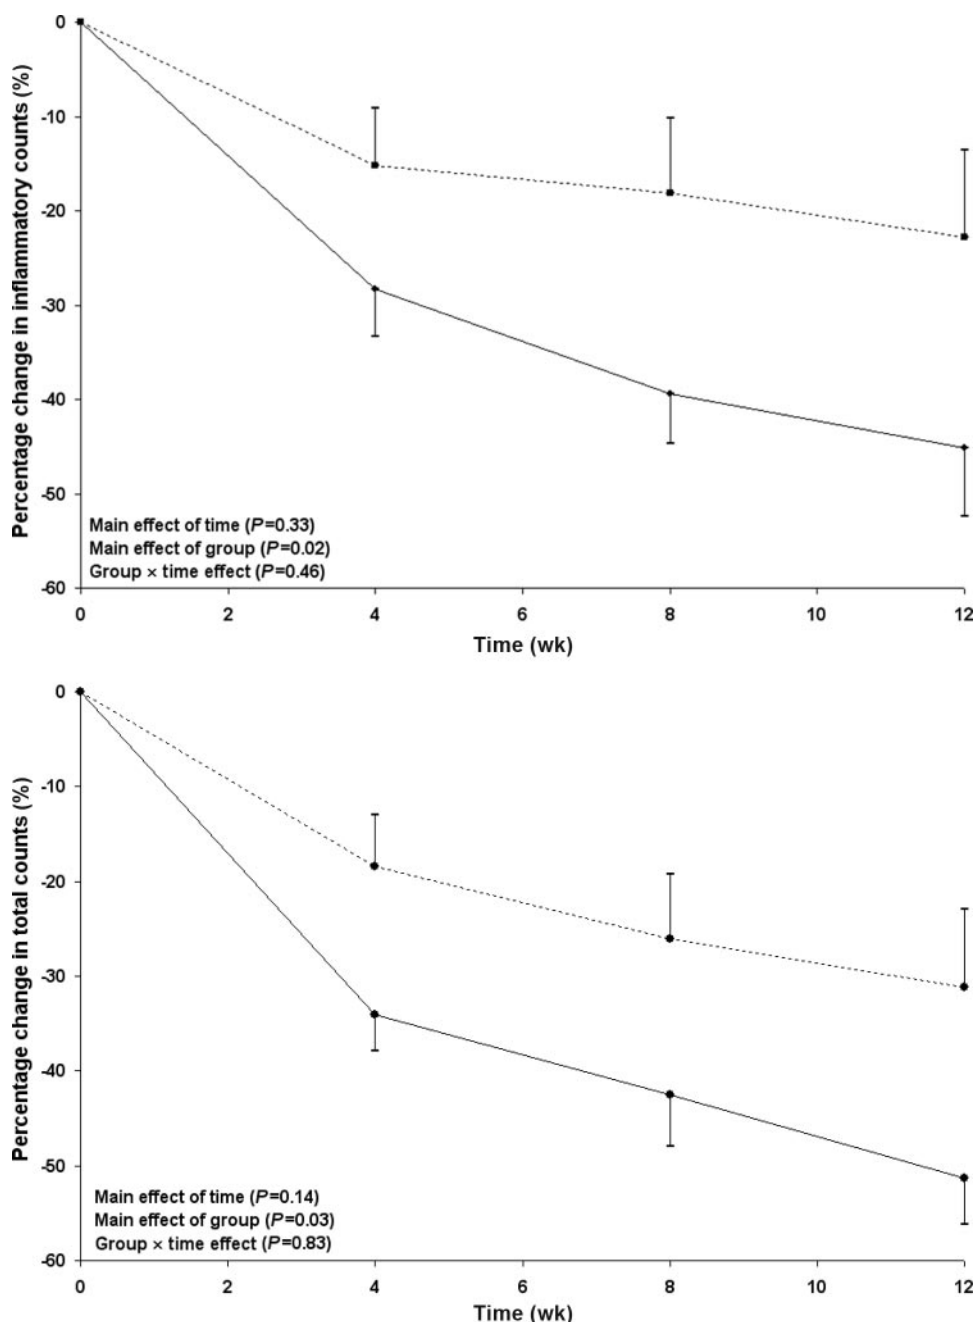 Percentage change in inflammatory counts (%)
0
-10
-20
-30
-40
-50
-60
Main effect of time (P=0.33)
Main effect of group (P=0.02)
Group × time effect (P=0.46)
0 2 4 6 8 10 12
Time (wk)
Percentage change in total counts (%)
0
-10
-20
-30
-40
-50
-60
Main effect of time (P=0.14)
Main effect of group (P=0.03)
Group × time effect (P=0.83)
0 2 4 6 8 10 12
Time (wk)